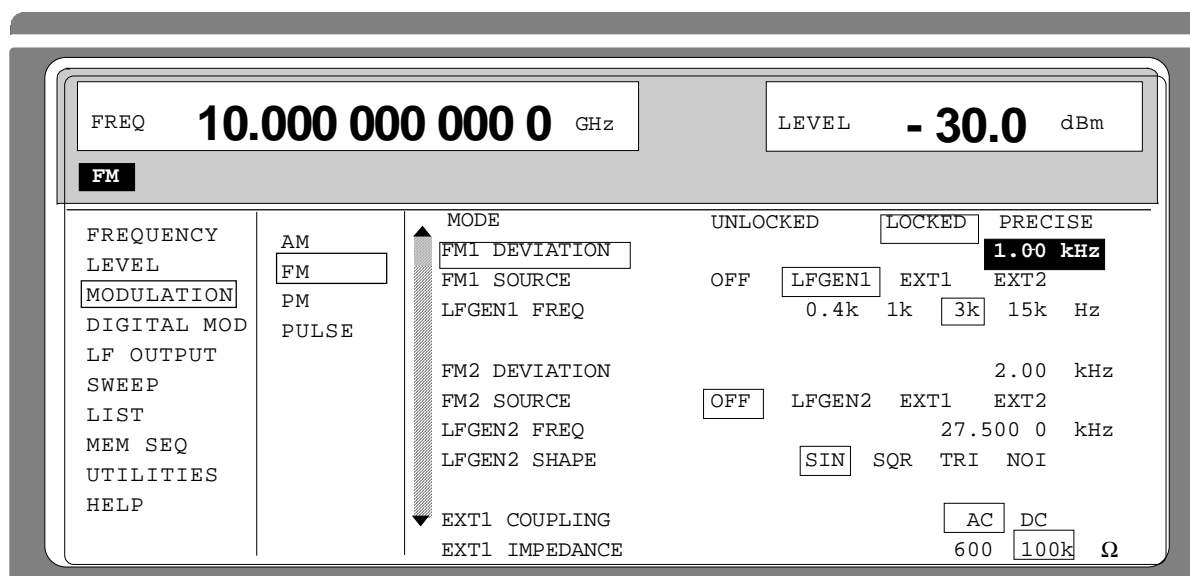 FREQ 10.000 000 000 0 GHz
LEVEL - 30.0 dBm
FM
FREQUENCY
LEVEL
MODULATION
DIGITAL MOD
LF OUTPUT
SWEEP
LIST
MEM SEQ
UTILITIES
HELP
AM
FM
PM
PULSE
MODE UNLOCKED LOCKED PRECISE
FM1 DEVIATION 1.00 kHz
FM1 SOURCE OFF LFGEN1 EXT1 EXT2
LFGEN1 FREQ 0.4k 1k 3k 15k Hz
FM2 DEVIATION 2.00 kHz
FM2 SOURCE OFF LFGEN2 EXT1 EXT2
LFGEN2 FREQ 27.500 0 kHz
LFGEN2 SHAPE SIN SQR TRI NOI
EXT1 COUPLING AC DC
EXT1 IMPEDANCE 600 100k Ω